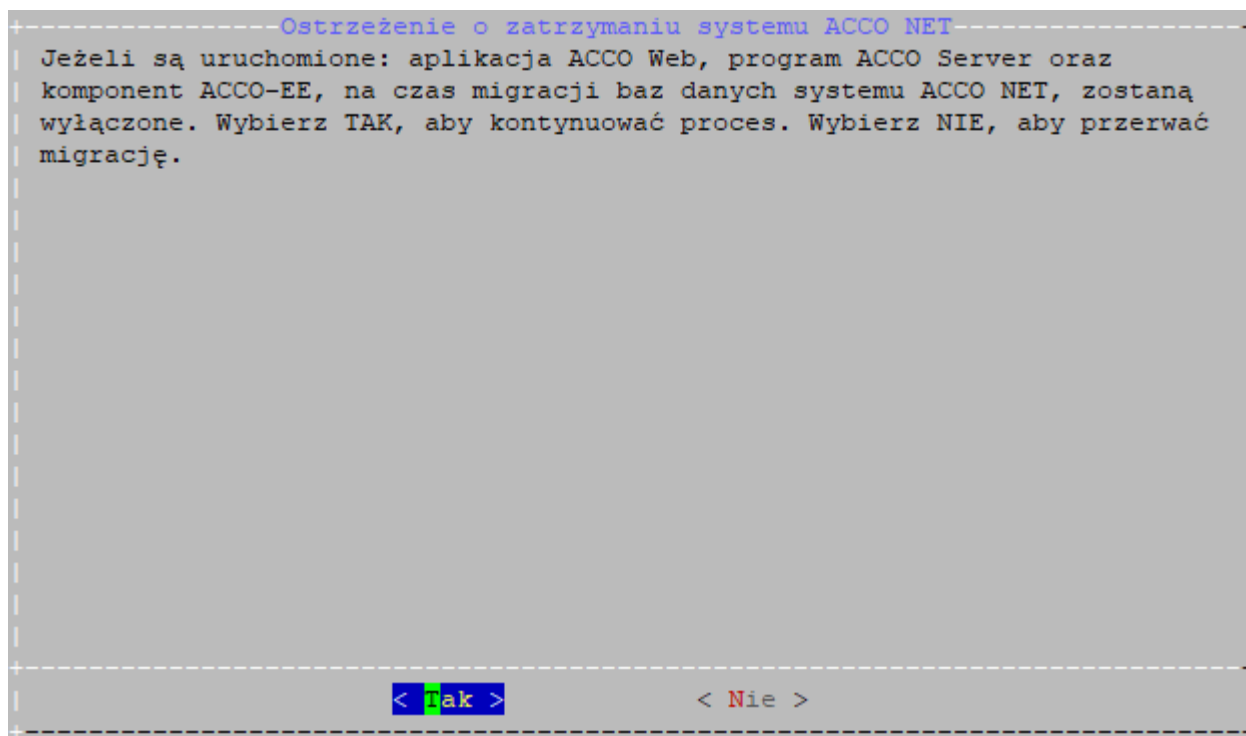 Ostrzeżenie o zatrzymaniu systemu ACCO NET
Jeżeli są uruchomione: aplikacja ACCO Web, program ACCO Server oraz
komponent ACCO-EE, na czas migracji baz danych systemu ACCO NET, zostaną
wyłączone. Wybierz TAK, aby kontynuować proces. Wybierz NIE, aby przerwać
migrację.
< Tak > < Nie >